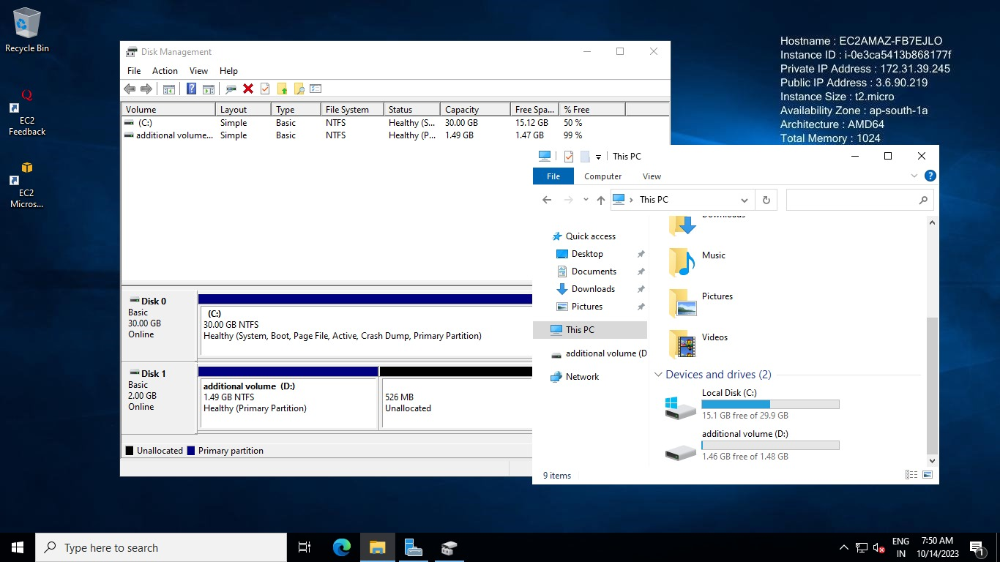 Recycle Bin
EC2
Feedback
EC2
Micros...
Hostname : EC2AMAZ-FB7EJLO
Instance ID : i-0e3ca5413b868177f
Private IP Address : 172.31.39.245
Public IP Address : 3.6.90.219
Instance Size : t2.micro
Availability Zone : ap-south-1a
Architecture : AMD64
Total Memory : 1024
Disk Management
File Action View Help
Volume Layout Type File System Status Capacity Free Spa... % Free
(C:) Simple Basic NTFS Healthy (S... 30.00 GB 15.12 GB 50 %
additional volume... Simple Basic NTFS Healthy (P... 1.49 GB 1.47 GB 99 %
Disk 0
Basic
30.00 GB
Online
(C:)
30.00 GB NTFS
Healthy (System, Boot, Page File, Active, Crash Dump, Primary Partition)
Disk 1
Basic
2.00 GB
Online
additional volume (D:)
1.49 GB NTFS
Healthy (Primary Partition)
526 MB
Unallocated
Unallocated Primary partition
This PC
File Computer View
This PC
Quick access
Desktop
Documents
Downloads
Pictures
This PC
additional volume (D
Network
Downloads
Music
Pictures
Videos
Devices and drives (2)
Local Disk (C:)
15.1 GB free of 29.9 GB
additional volume (D:)
1.46 GB free of 1.48 GB
9 items
Type here to search
ENG
IN
7:50 AM
10/14/2023
1